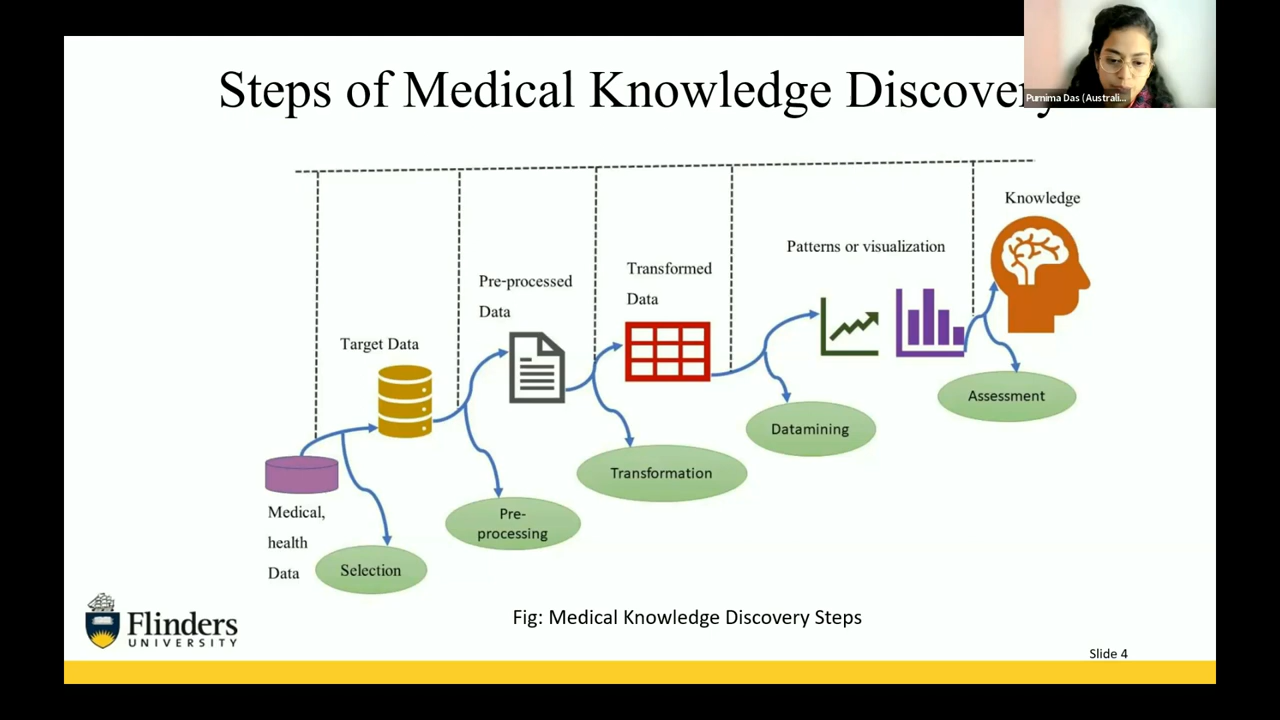 Steps of Medical Knowledge Discovery
Purnima Das (Australi...
Knowledge
Patterns or visualization
Transformed
Data
Pre-processed
Data
Target Data
Assessment
Datamining
Transformation
Pre-
processing
Medical,
health
Data
Selection
Fig: Medical Knowledge Discovery Steps
Flinders
UNIVERSITY
Slide 4